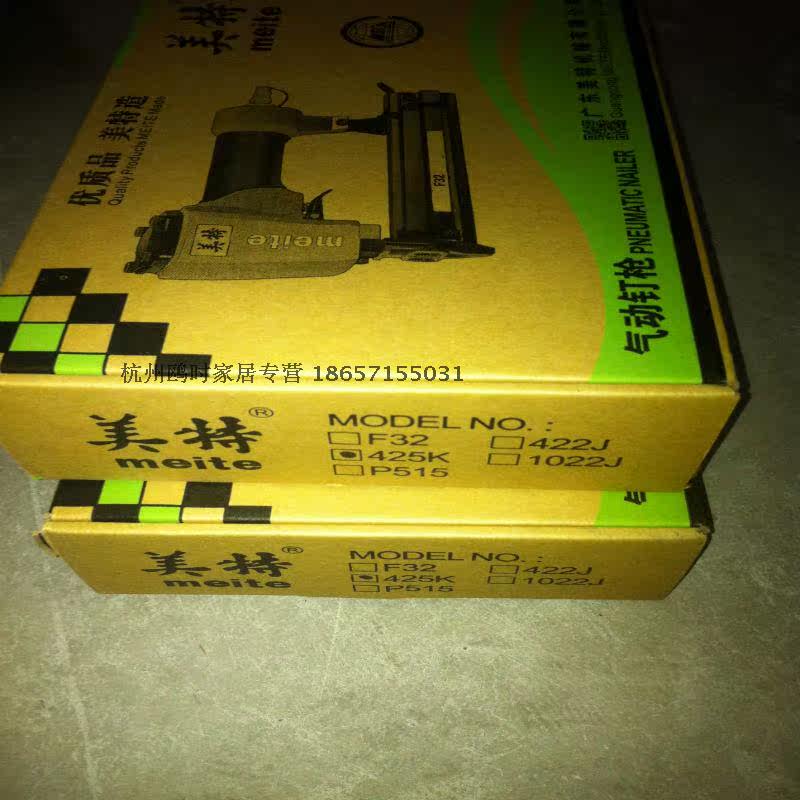 美特
meite
优质品 美特造
Quality Products MEITE Made
F32
美特
meite
气动钉枪 PNEUMATIC NAILER
杭州鸥时家居专营 18657155031
美特®
meite
MODEL NO. :
F32
422J
425K
1022J
P515
美特®
meite
MODEL NO. :
F32
422J
425K
1022J
P515